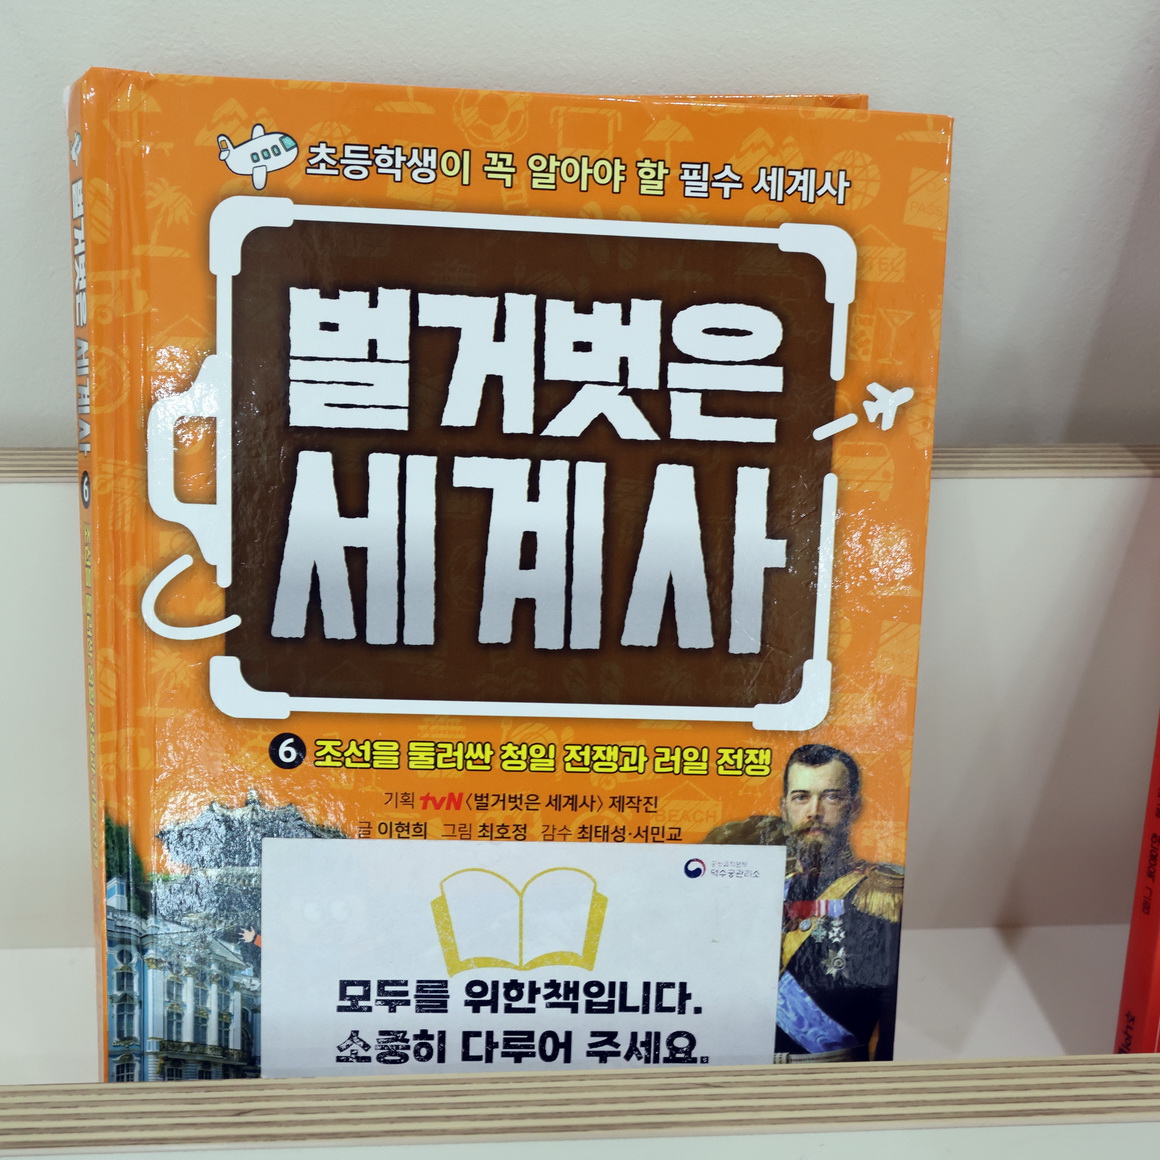 초등학생이 꼭 알아야 할 필수 세계사
벌거벗은
세계사
6 조선을 둘러싼 청일 전쟁과 러일 전쟁
기획 tvN 〈벌거벗은 세계사〉 제작진
글 이현희 그림 최호정 감수 최태성·서민교
덕수궁관리소
모두를 위한책입니다.
소중히 다루어 주세요.
벌거벗은 세계사 6
BEACH